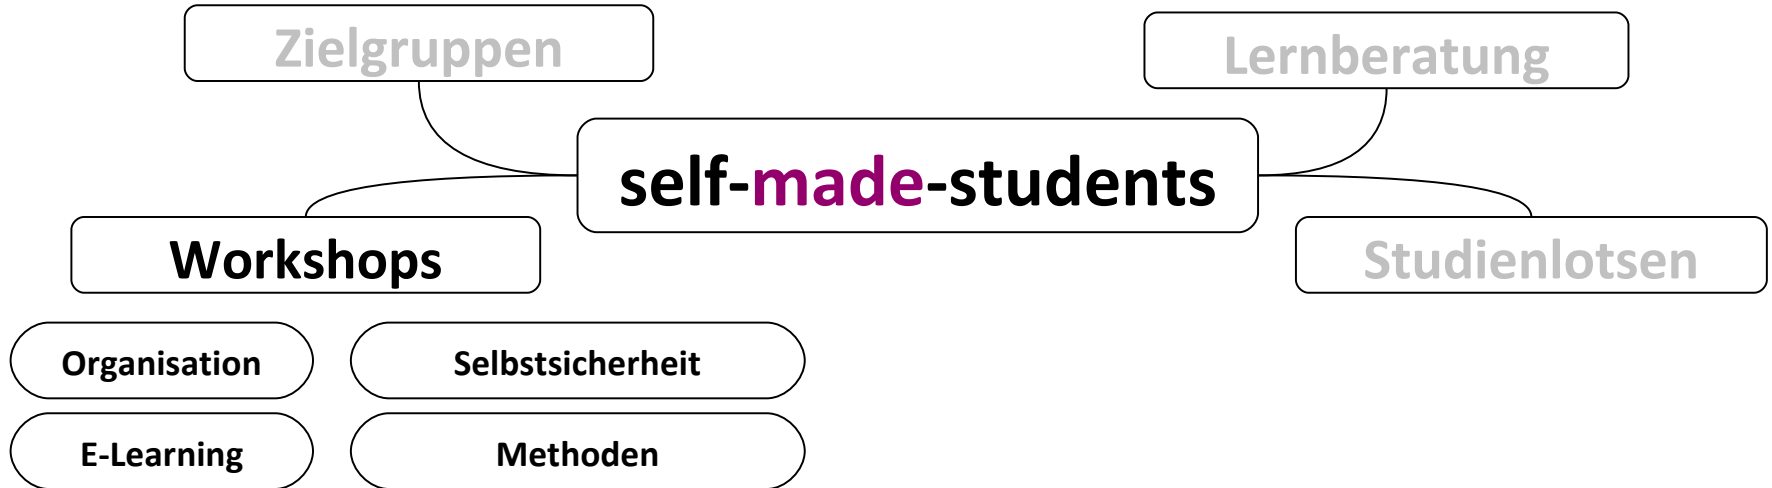 Zielgruppen
Lernberatung
self-made-students
Workshops
Studienlotsen
Organisation
Selbstsicherheit
E-Learning
Methoden